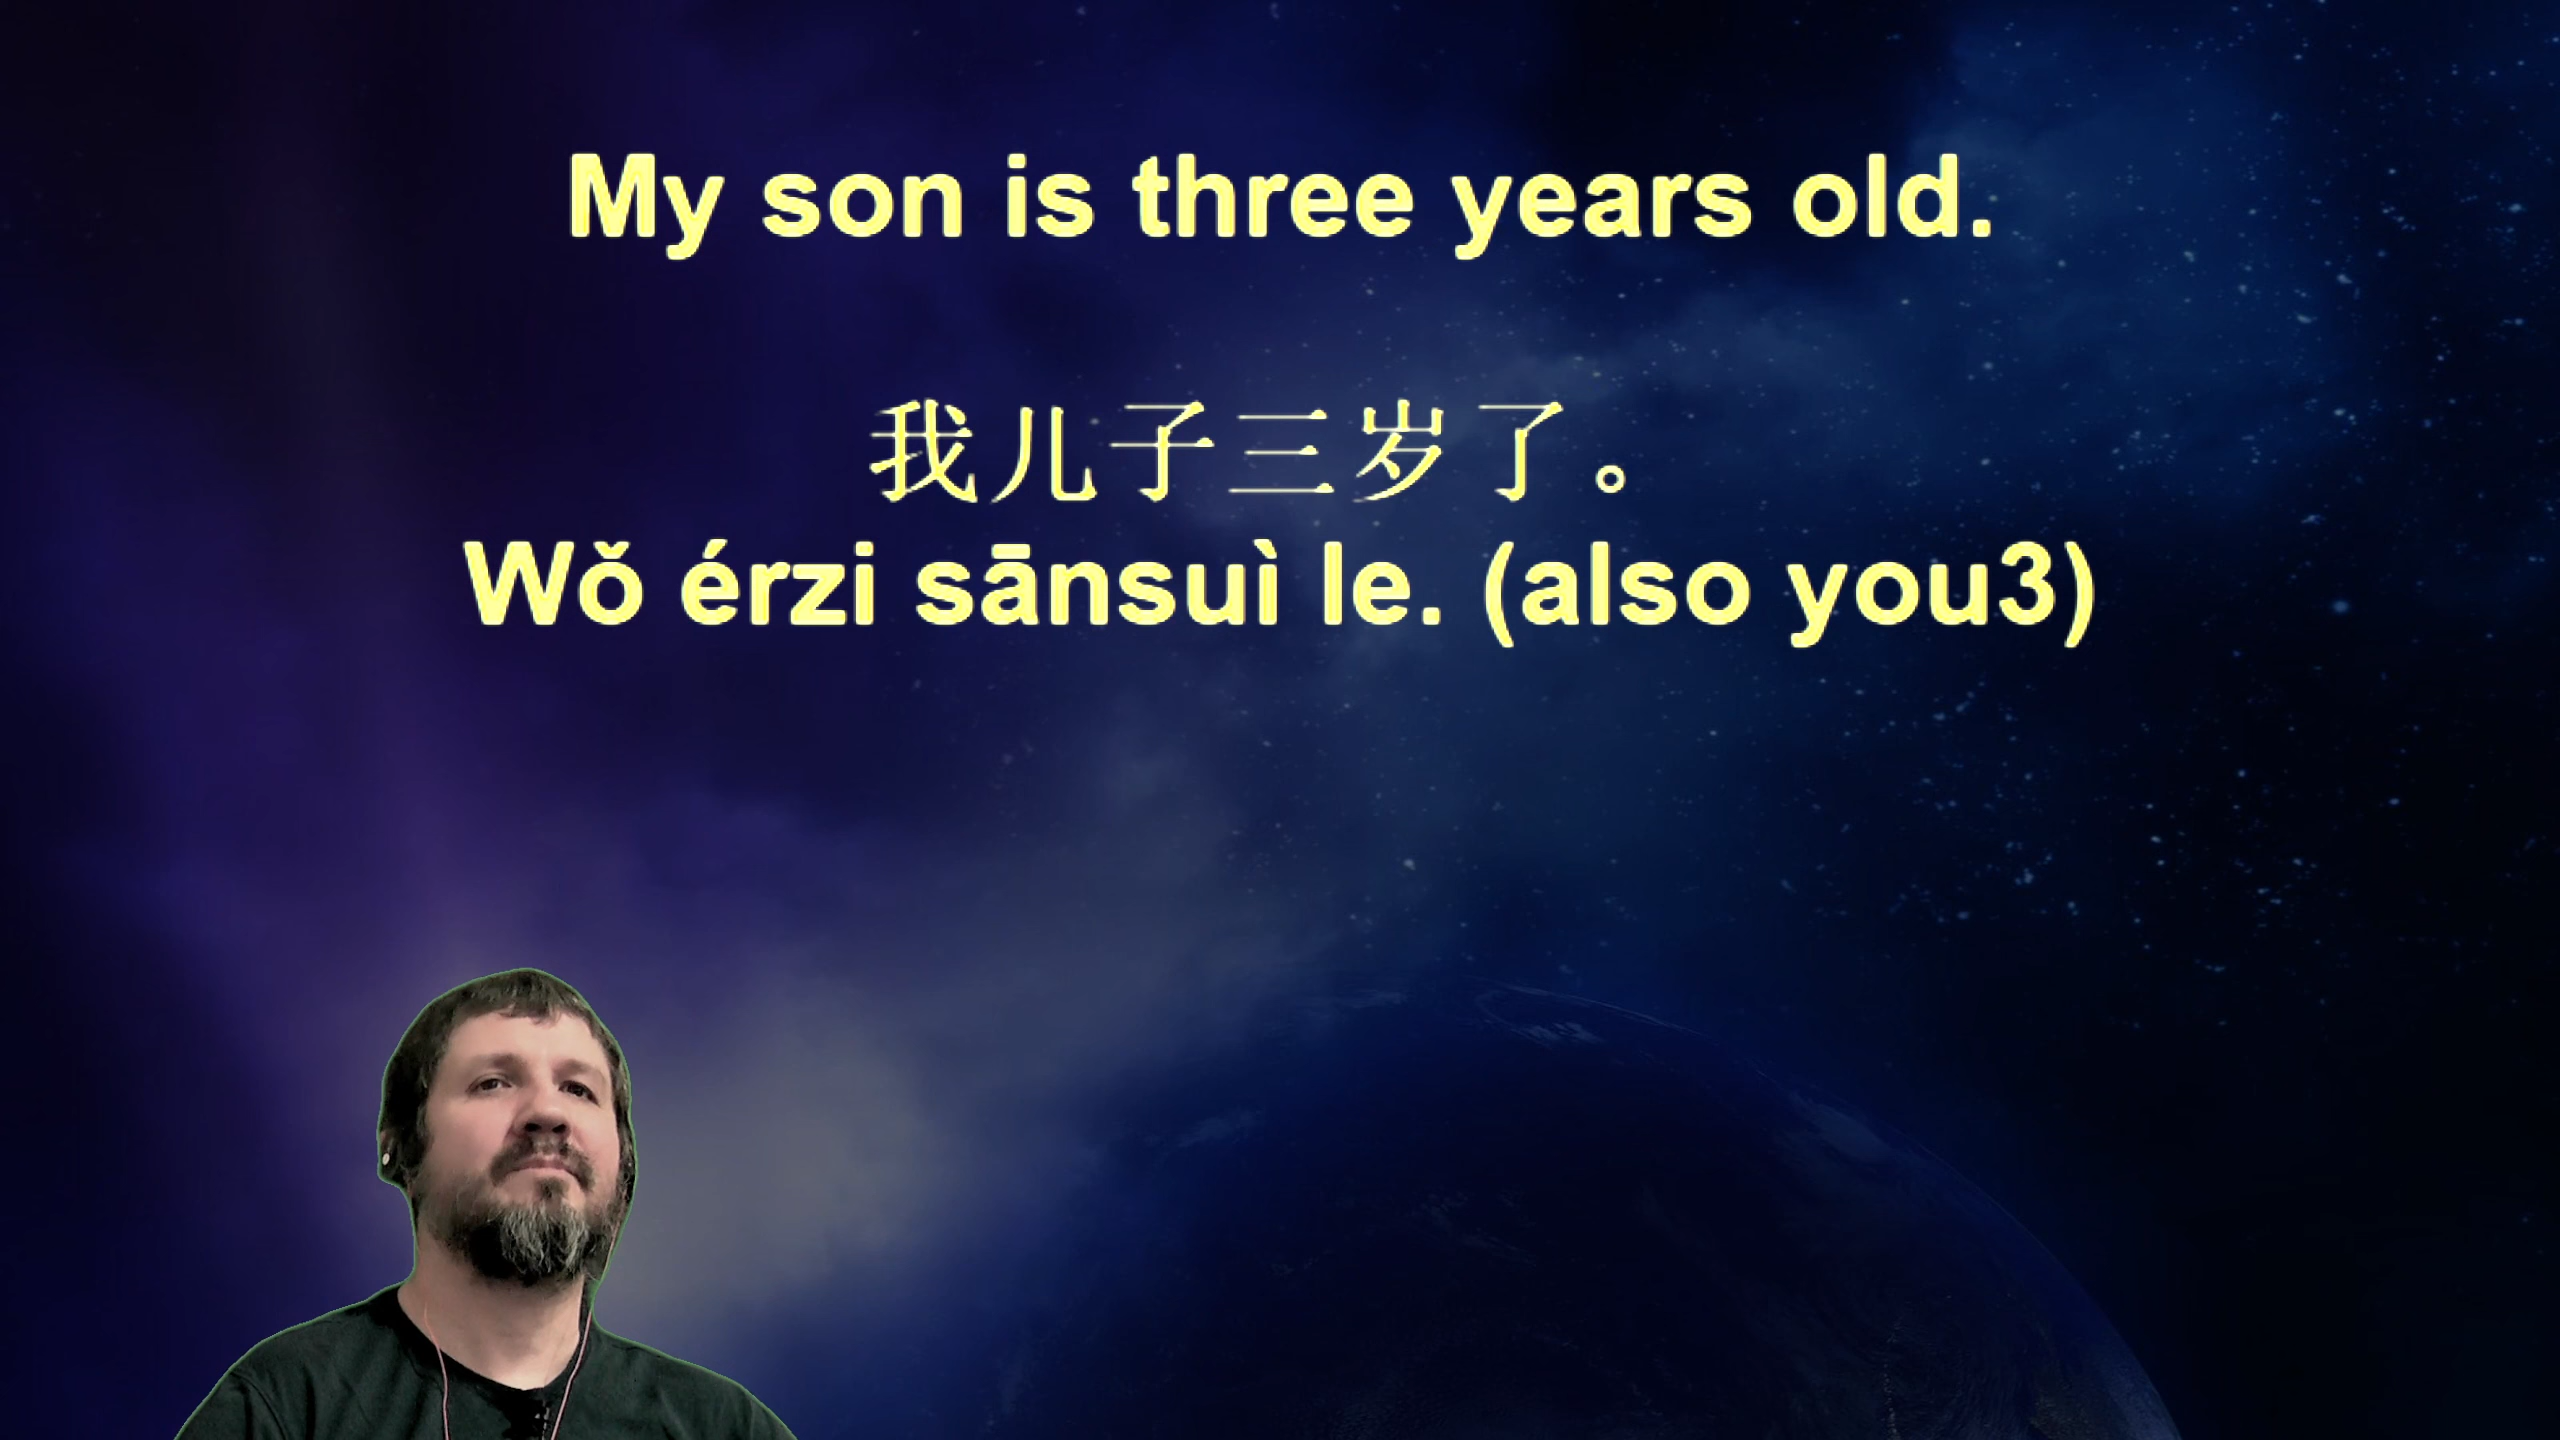 My son is three years old.
我儿子三岁了。
Wǒ érzi sānsuì le. (also you3)